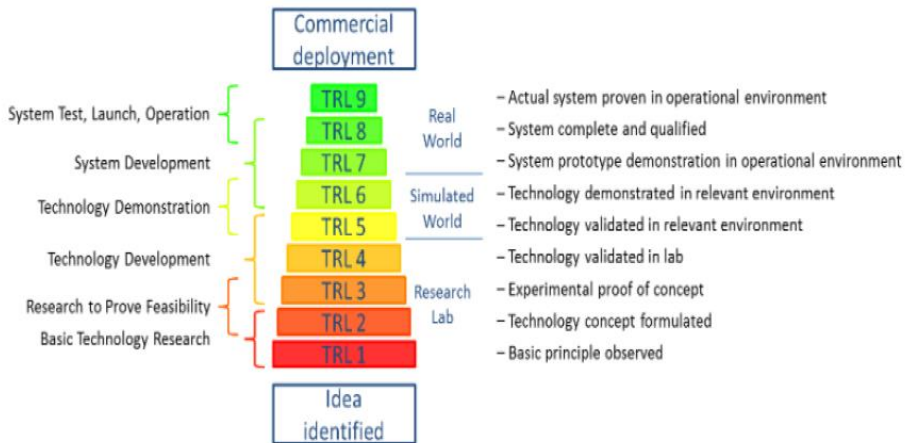 Commercial
deployment
System Test, Launch, Operation
System Development
Technology Demonstration
Technology Development
Research to Prove Feasibility
Basic Technology Research
TRL 9
TRL 8
TRL 7
TRL 6
TRL 5
TRL 4
TRL 3
TRL 2
TRL 1
Real
World
Simulated
World
Research
Lab
– Actual system proven in operational environment
– System complete and qualified
– System prototype demonstration in operational environment
– Technology demonstrated in relevant environment
– Technology validated in relevant environment
– Technology validated in lab
– Experimental proof of concept
– Technology concept formulated
– Basic principle observed
Idea
identified